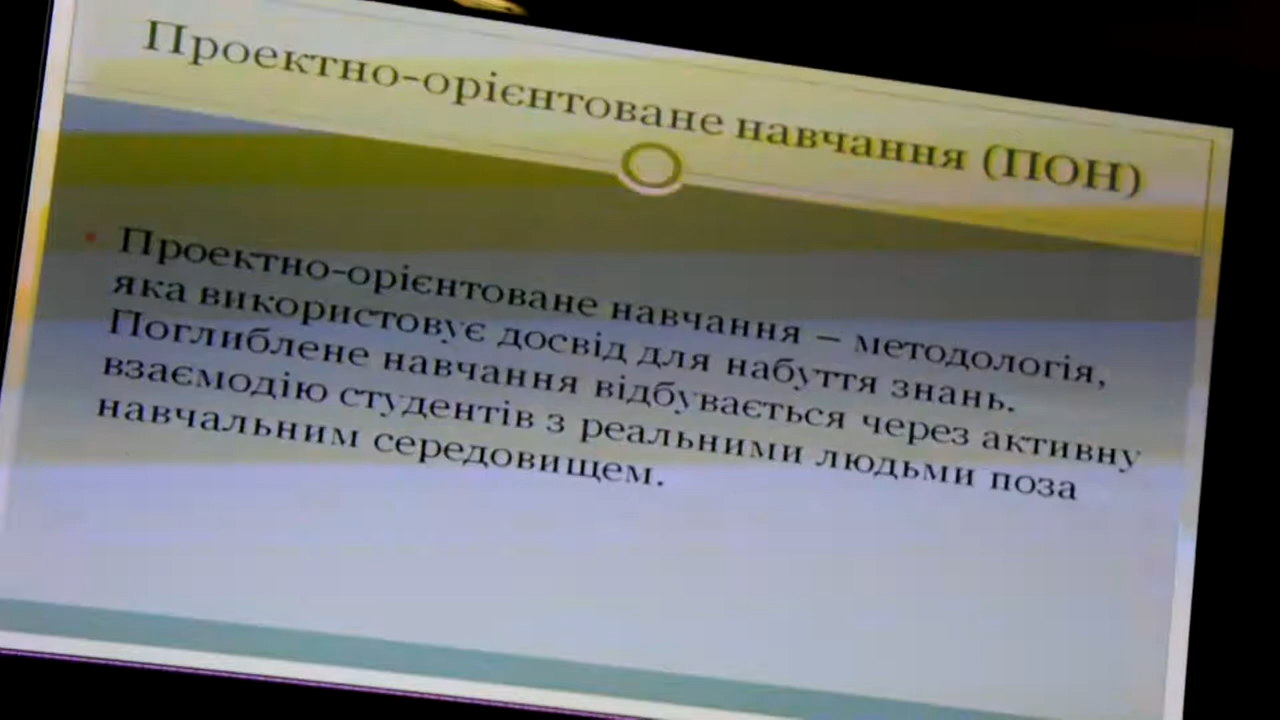 Проектно-орієнтоване навчання (ПОН)
Проектно-орієнтоване навчання – методологія,
яка використовує досвід для набуття знань.
Поглиблене навчання відбувається через активну
взаємодію студентів з реальними людьми поза
навчальним середовищем.